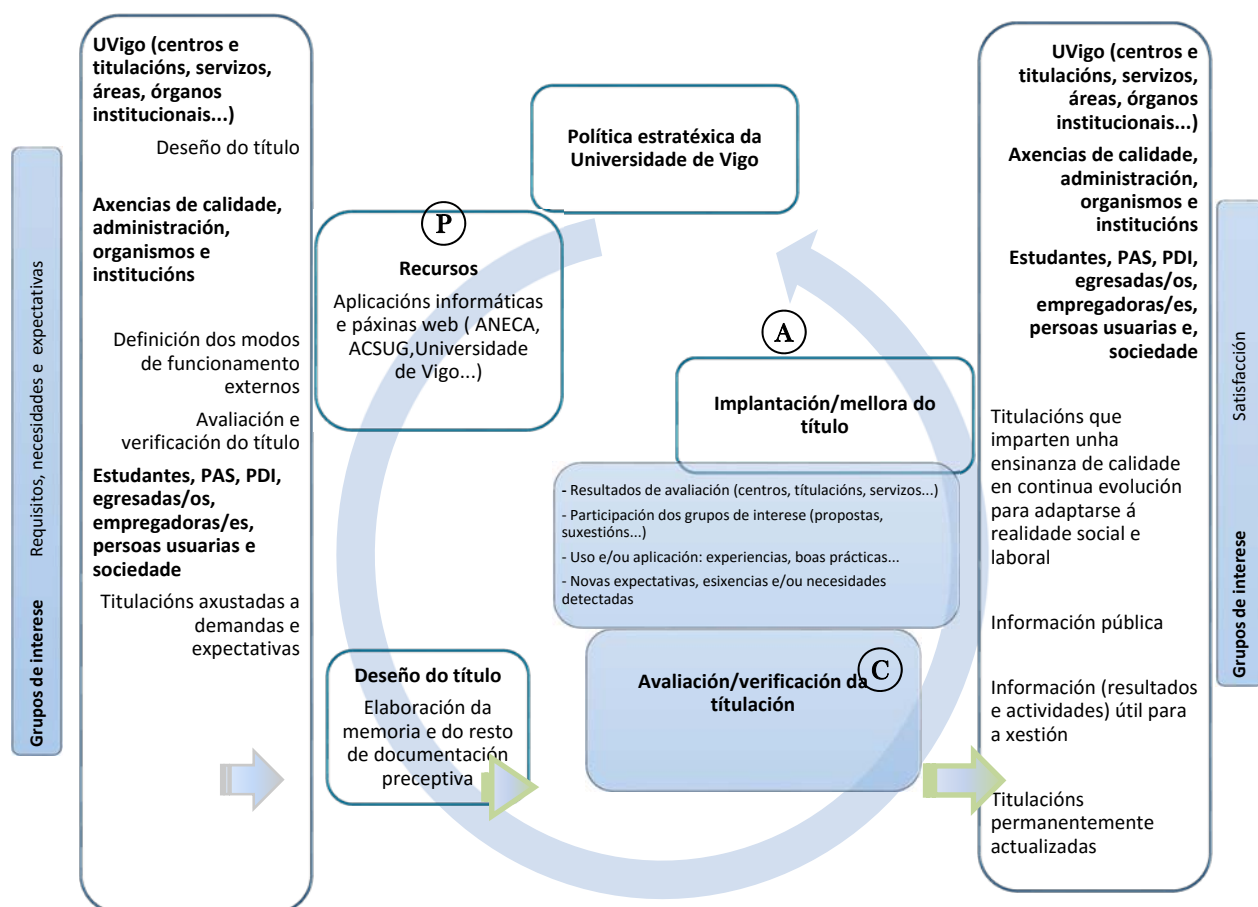 Grupos de interese Requisitos, necesidades e expectativas
UVigo (centros e
titulacións, servizos,
áreas, órganos
institucionais...)
Deseño do título
Axencias de calidade,
administración,
organismos e
institucións
Definición dos modos
de funcionamento
externos
Avaliación e
verificación do título
Estudantes, PAS, PDI,
egresadas/os,
empregadoras/es,
persoas usuarias e
sociedade
Titulacións axustadas a
demandas e
expectativas
Política estratéxica da
Universidade de Vigo
P
Recursos
Aplicacións informáticas
e páxinas web ( ANECA,
ACSUG,Universidade
de Vigo...)
A
Implantación/mellora do
título
- Resultados de avaliación (centros, títulacións, servizos...)
- Participación dos grupos de interese (propostas,
suxestións...)
- Uso e/ou aplicación: experiencias, boas prácticas...
- Novas expectativas, esixencias e/ou necesidades
detectadas
Deseño do título
Elaboración da
memoria e do resto
de documentación
preceptiva
C
Avaliación/verificación da
títulación
UVigo (centros e
titulacións, servizos,
áreas, órganos
institucionais...)
Axencias de calidade,
administración,
organismos e
institucións
Estudantes, PAS, PDI,
egresadas/os,
empregadoras/es,
persoas usuarias e,
sociedade
Titulacións que
imparten unha
ensinanza de calidade
en continua evolución
para adaptarse á
realidade social e
laboral
Información pública
Información (resultados
e actividades) útil para
a xestión
Titulacións
permanentemente
actualizadas
Grupos de interese Satisfacción